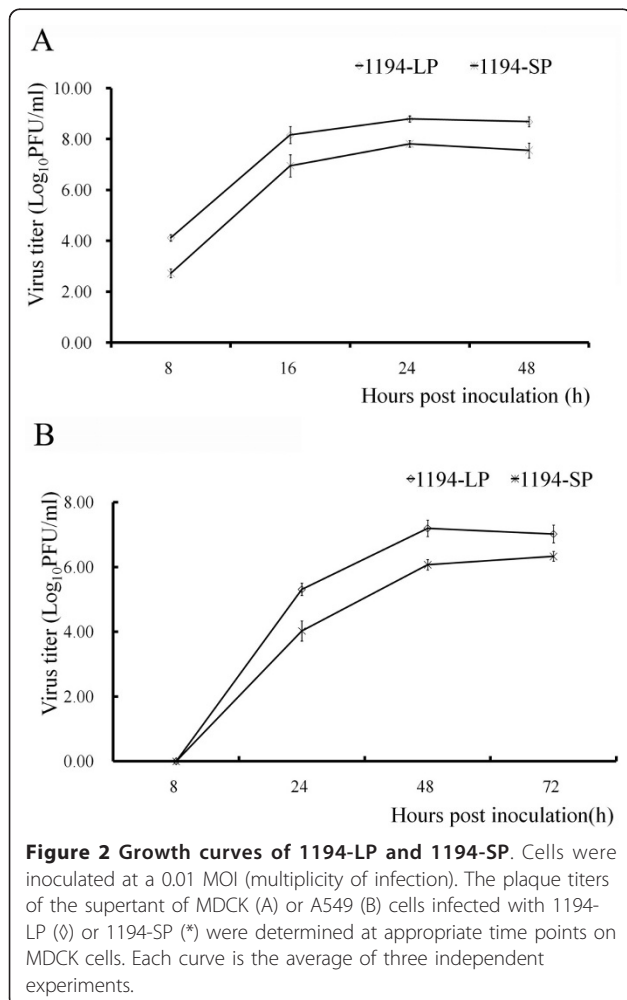 A
1194-LP 1194-SP
10.00
8.00
6.00
4.00
2.00
0.00
Virus titer (Log10PFU/ml)
8 16 24 48
Hours post inoculation (h)
B
1194-LP 1194-SP
8.00
6.00
4.00
2.00
0.00
Virus titer (Log10PFU/ml)
8 24 48 72
Hours post inoculation(h)
Figure 2 Growth curves of 1194-LP and 1194-SP. Cells were
inoculated at a 0.01 MOI (multiplicity of infection). The plaque titers
of the supertant of MDCK (A) or A549 (B) cells infected with 1194-
LP (◊) or 1194-SP (*) were determined at appropriate time points on
MDCK cells. Each curve is the average of three independent
experiments.